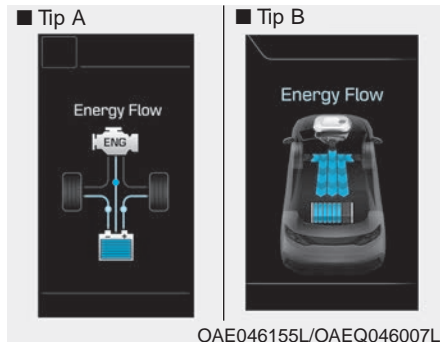 ■ Tip A
■ Tip B
Energy Flow
ENG
Energy Flow
OAE046155L/OAEQ046007L